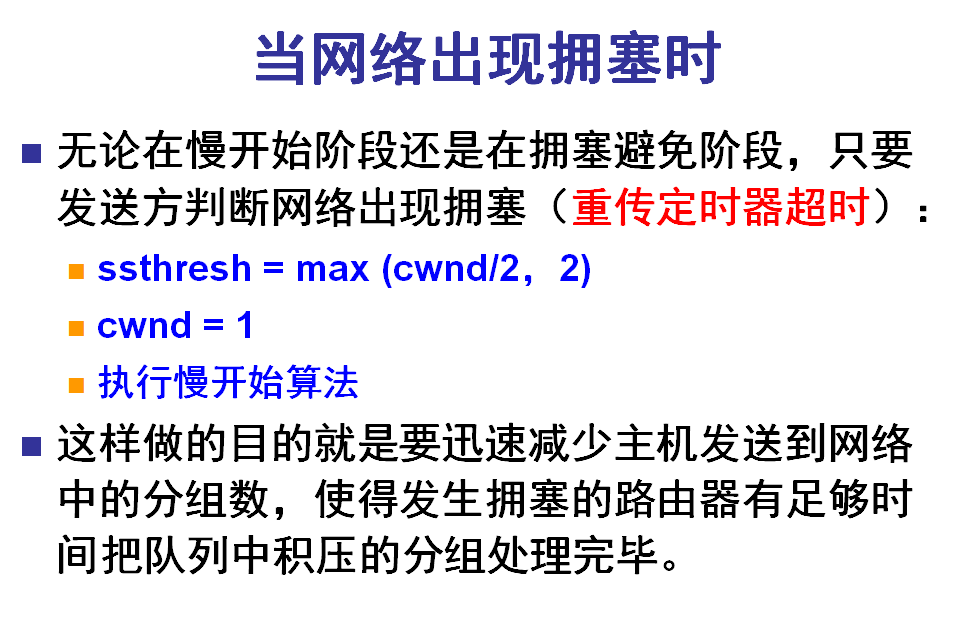 当网络出现拥塞时
无论在慢开始阶段还是在拥塞避免阶段，只要
发送方判断网络出现拥塞（重传定时器超时）：
ssthresh = max (cwnd/2，2)
cwnd = 1
执行慢开始算法
这样做的目的就是要迅速减少主机发送到网络
中的分组数，使得发生拥塞的路由器有足够时
间把队列中积压的分组处理完毕。